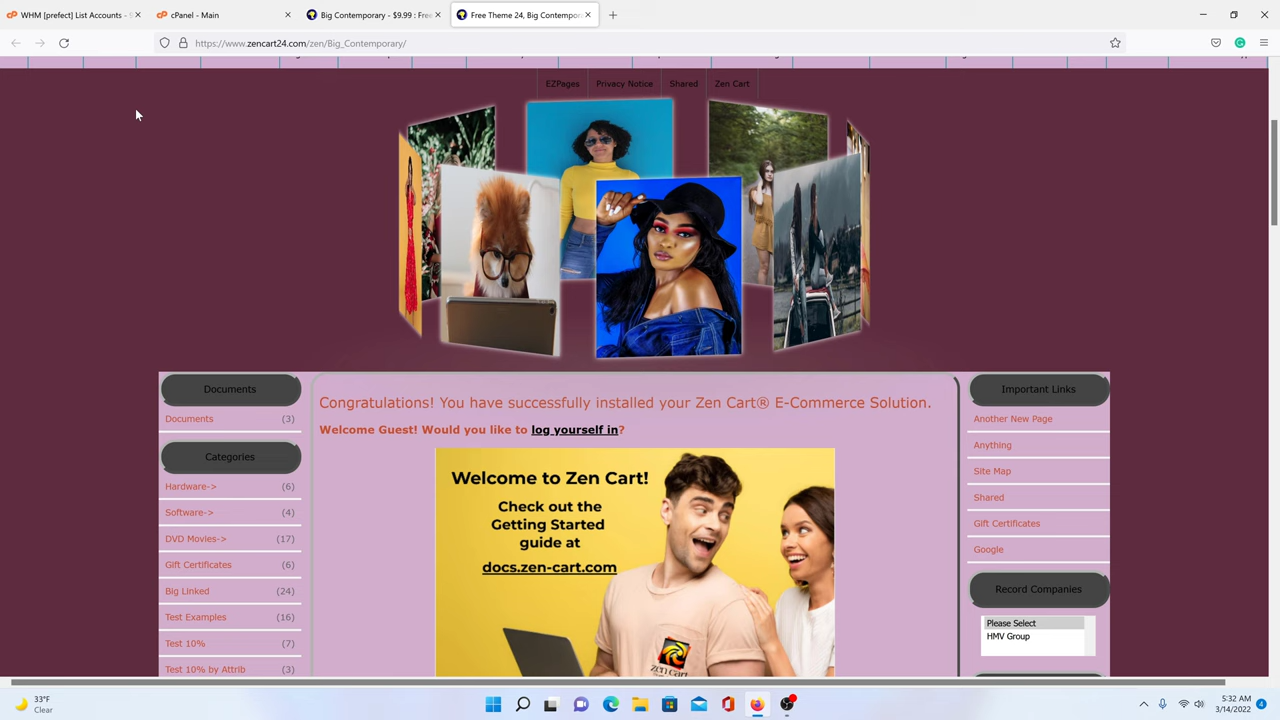 WHM [prefect] List Accounts - 
cPanel - Main
Big Contemporary - $9.99 : Free
Free Theme 24, Big Contempor
https://www.zencart24.com/zen/Big_Contemporary/
EZPages
Privacy Notice
Shared
Zen Cart
Documents
Documents (3)
Categories
Hardware-> (6)
Software-> (4)
DVD Movies-> (17)
Gift Certificates (6)
Big Linked (24)
Test Examples (16)
Test 10% (7)
Test 10% by Attrib (3)
Congratulations! You have successfully installed your Zen Cart® E-Commerce Solution.
Welcome Guest! Would you like to log yourself in?
Welcome to Zen Cart!
Check out the
Getting Started
guide at
docs.zen-cart.com
zen cart
Important Links
Another New Page
Anything
Site Map
Shared
Gift Certificates
Google
Record Companies
Please Select
HMV Group
33°F
Clear
5:32 AM
3/14/2022
4